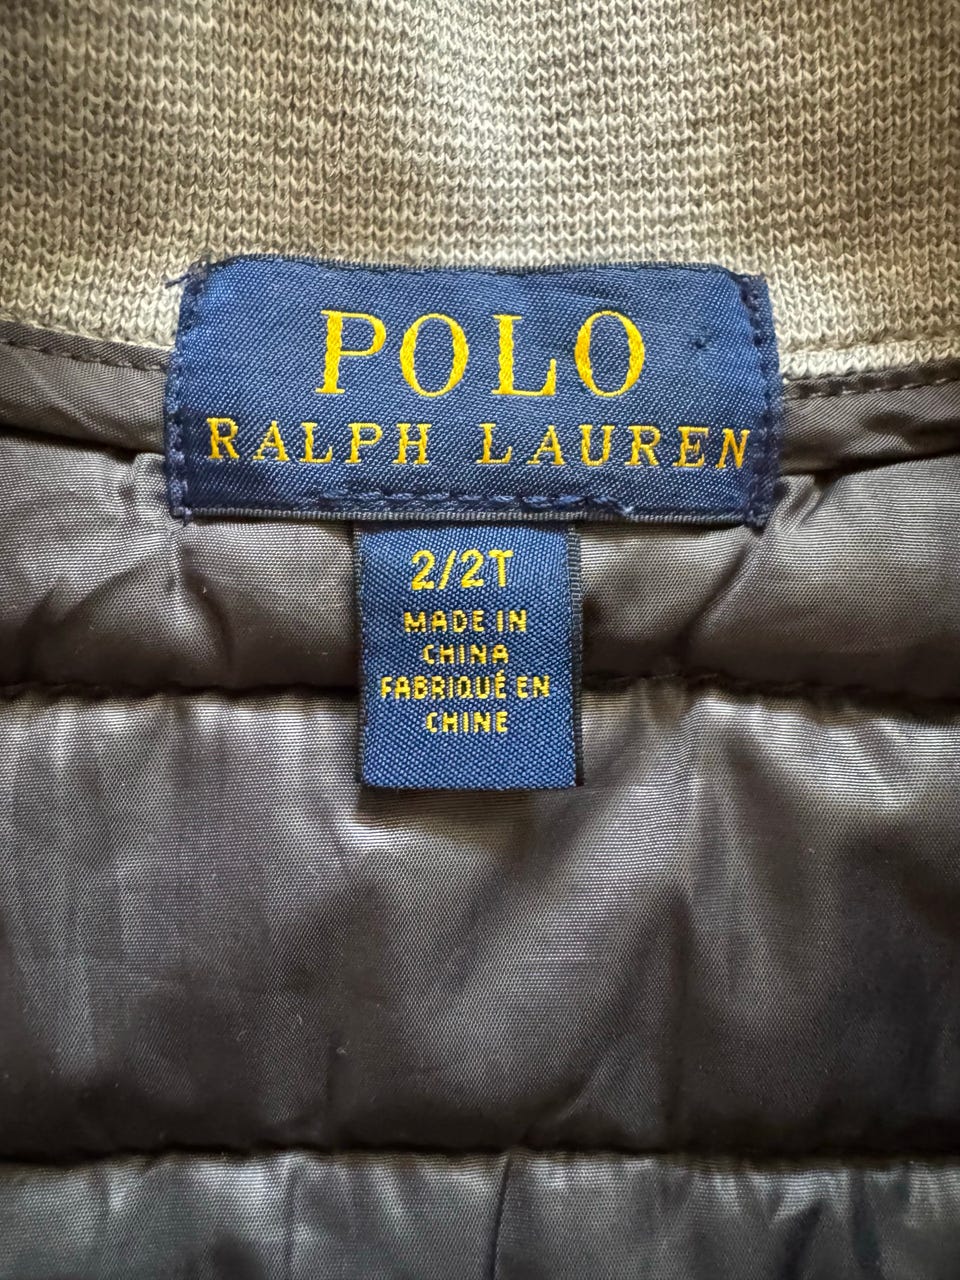 POLO
RALPH LAUREN
2/2T
MADE IN
CHINA
FABRIQUÉ EN
CHINE